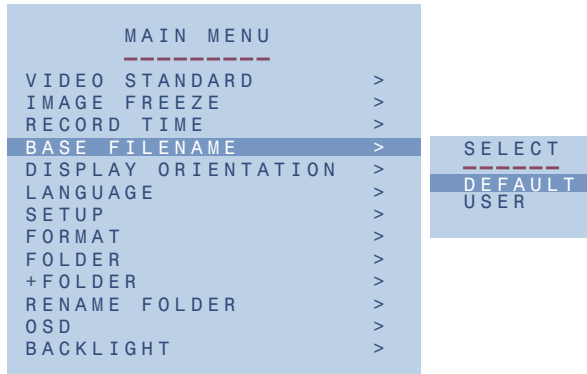 MAIN MENU
VIDEO STANDARD >
IMAGE FREEZE >
RECORD TIME >
BASE FILENAME >
DISPLAY ORIENTATION >
LANGUAGE >
SETUP >
FORMAT >
FOLDER >
+FOLDER >
RENAME FOLDER >
OSD >
BACKLIGHT >
SELECT
DEFAULT
USER